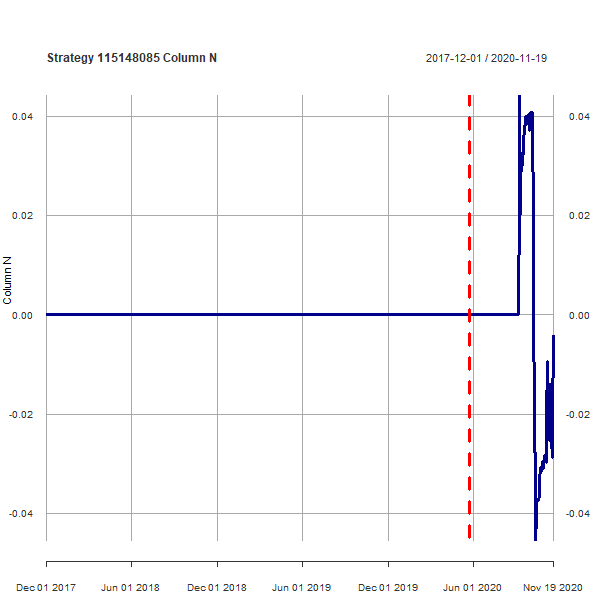 Strategy 115148085 Column N 2017-12-01 / 2020-11-19
0.04 0.04
0.02 0.02
0.00 0.00
-0.02 -0.02
-0.04 -0.04
Column N
Dec 01 2017 Jun 01 2018 Dec 01 2018 Jun 01 2019 Dec 01 2019 Jun 01 2020 Nov 19 2020